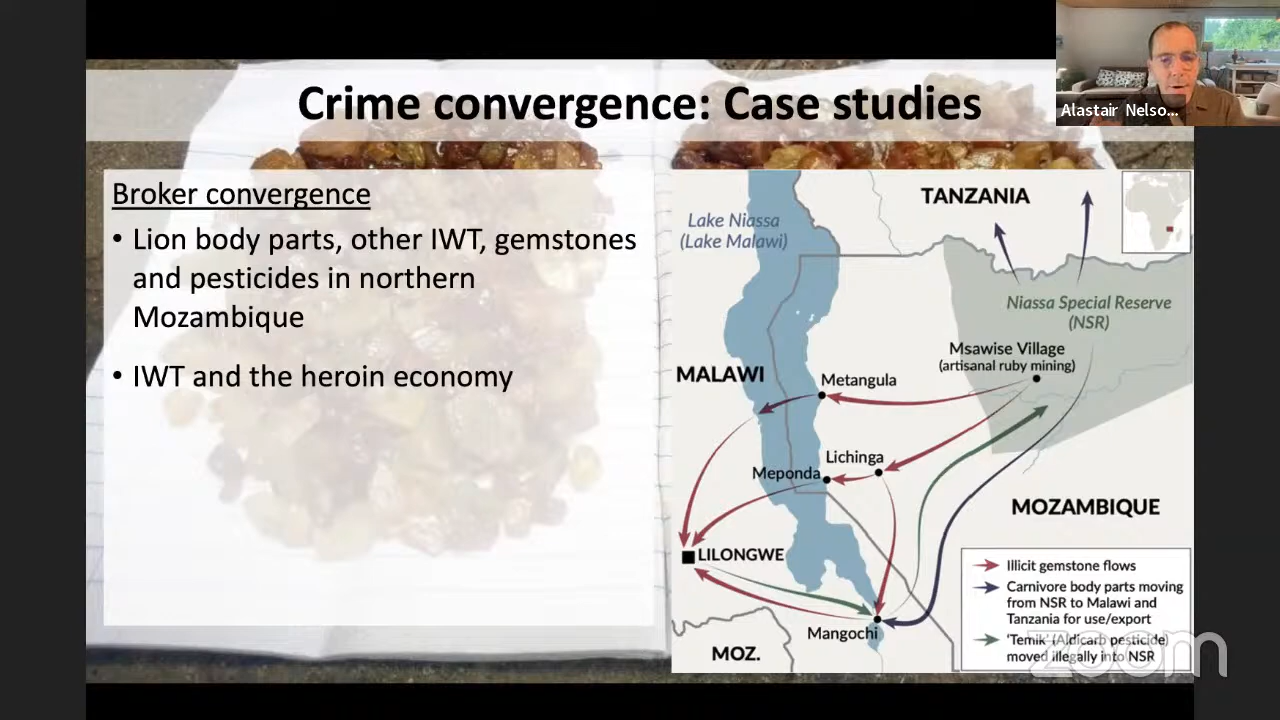 Crime convergence: Case studies
Alastair Nelso...
Broker convergence
• Lion body parts, other IWT, gemstones
and pesticides in northern
Mozambique
• IWT and the heroin economy
TANZANIA
Lake Niassa
(Lake Malawi)
Niassa Special Reserve
(NSR)
Msawise Village
(artisanal ruby mining)
MALAWI
Metangula
Lichinga
Meponda
MOZAMBIQUE
LILONGWE
Mangochi
MOZ.
Illicit gemstone flows
Carnivore body parts moving
from NSR to Malawi and
Tanzania for use/export
'Temik' (Aldicarb pesticide)
moved illegally into NSR
zoom